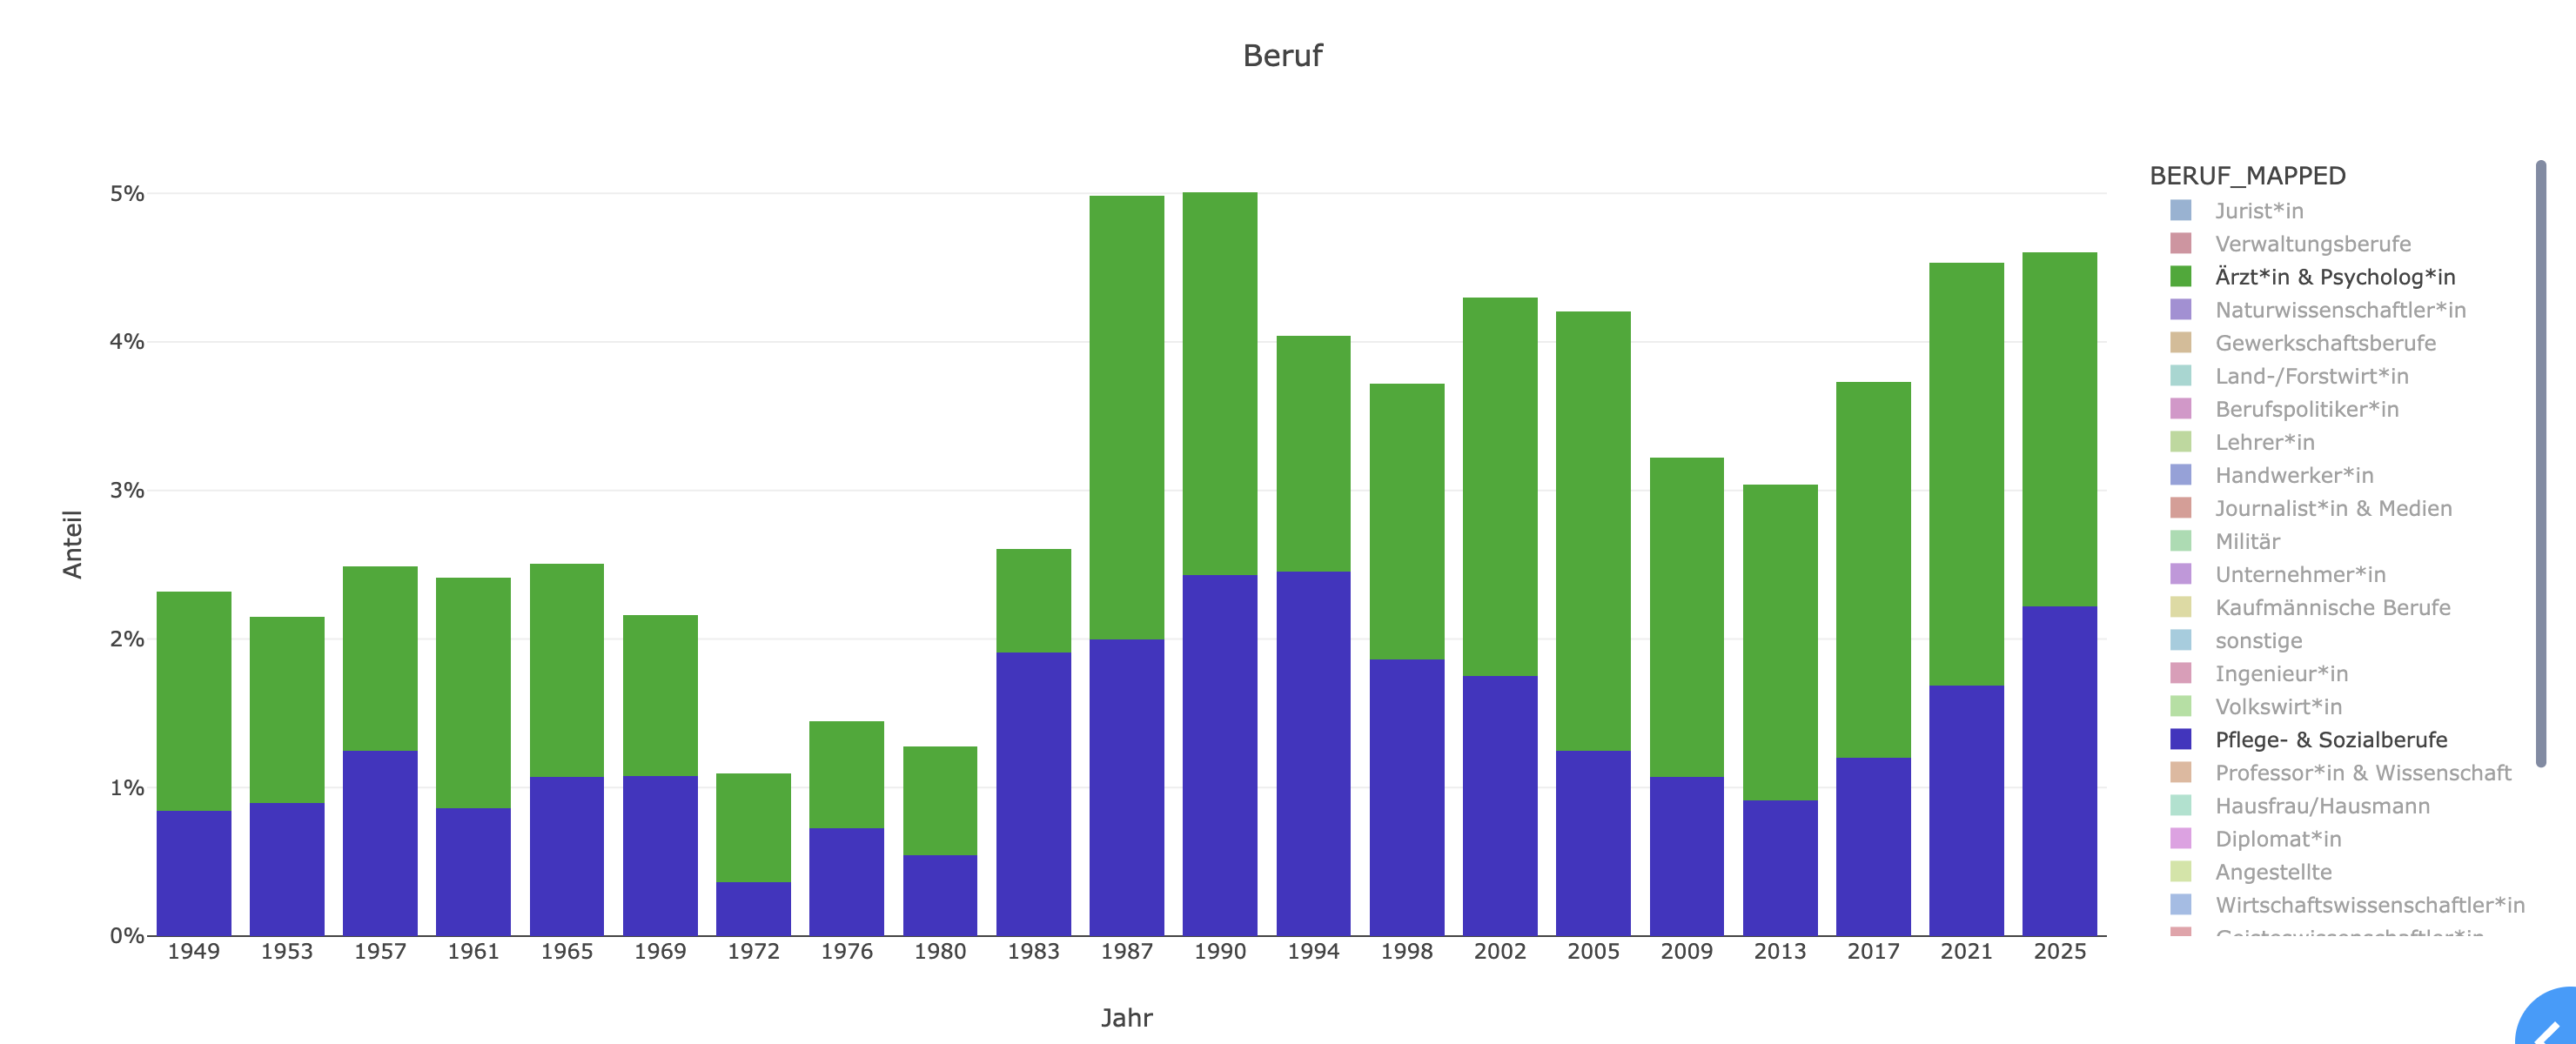 Beruf
5%
4%
3%
2%
1%
0%
Anteil
1949 1953 1957 1961 1965 1969 1972 1976 1980 1983 1987 1990 1994 1998 2002 2005 2009 2013 2017 2021 2025
Jahr
BERUF_MAPPED
Jurist*in
Verwaltungsberufe
Ärzt*in & Psycholog*in
Naturwissenschaftler*in
Gewerkschaftsberufe
Land-/Forstwirt*in
Berufspolitiker*in
Lehrer*in
Handwerker*in
Journalist*in & Medien
Militär
Unternehmer*in
Kaufmännische Berufe
sonstige
Ingenieur*in
Volkswirt*in
Pflege- & Sozialberufe
Professor*in & Wissenschaft
Hausfrau/Hausmann
Diplomat*in
Angestellte
Wirtschaftswissenschaftler*in